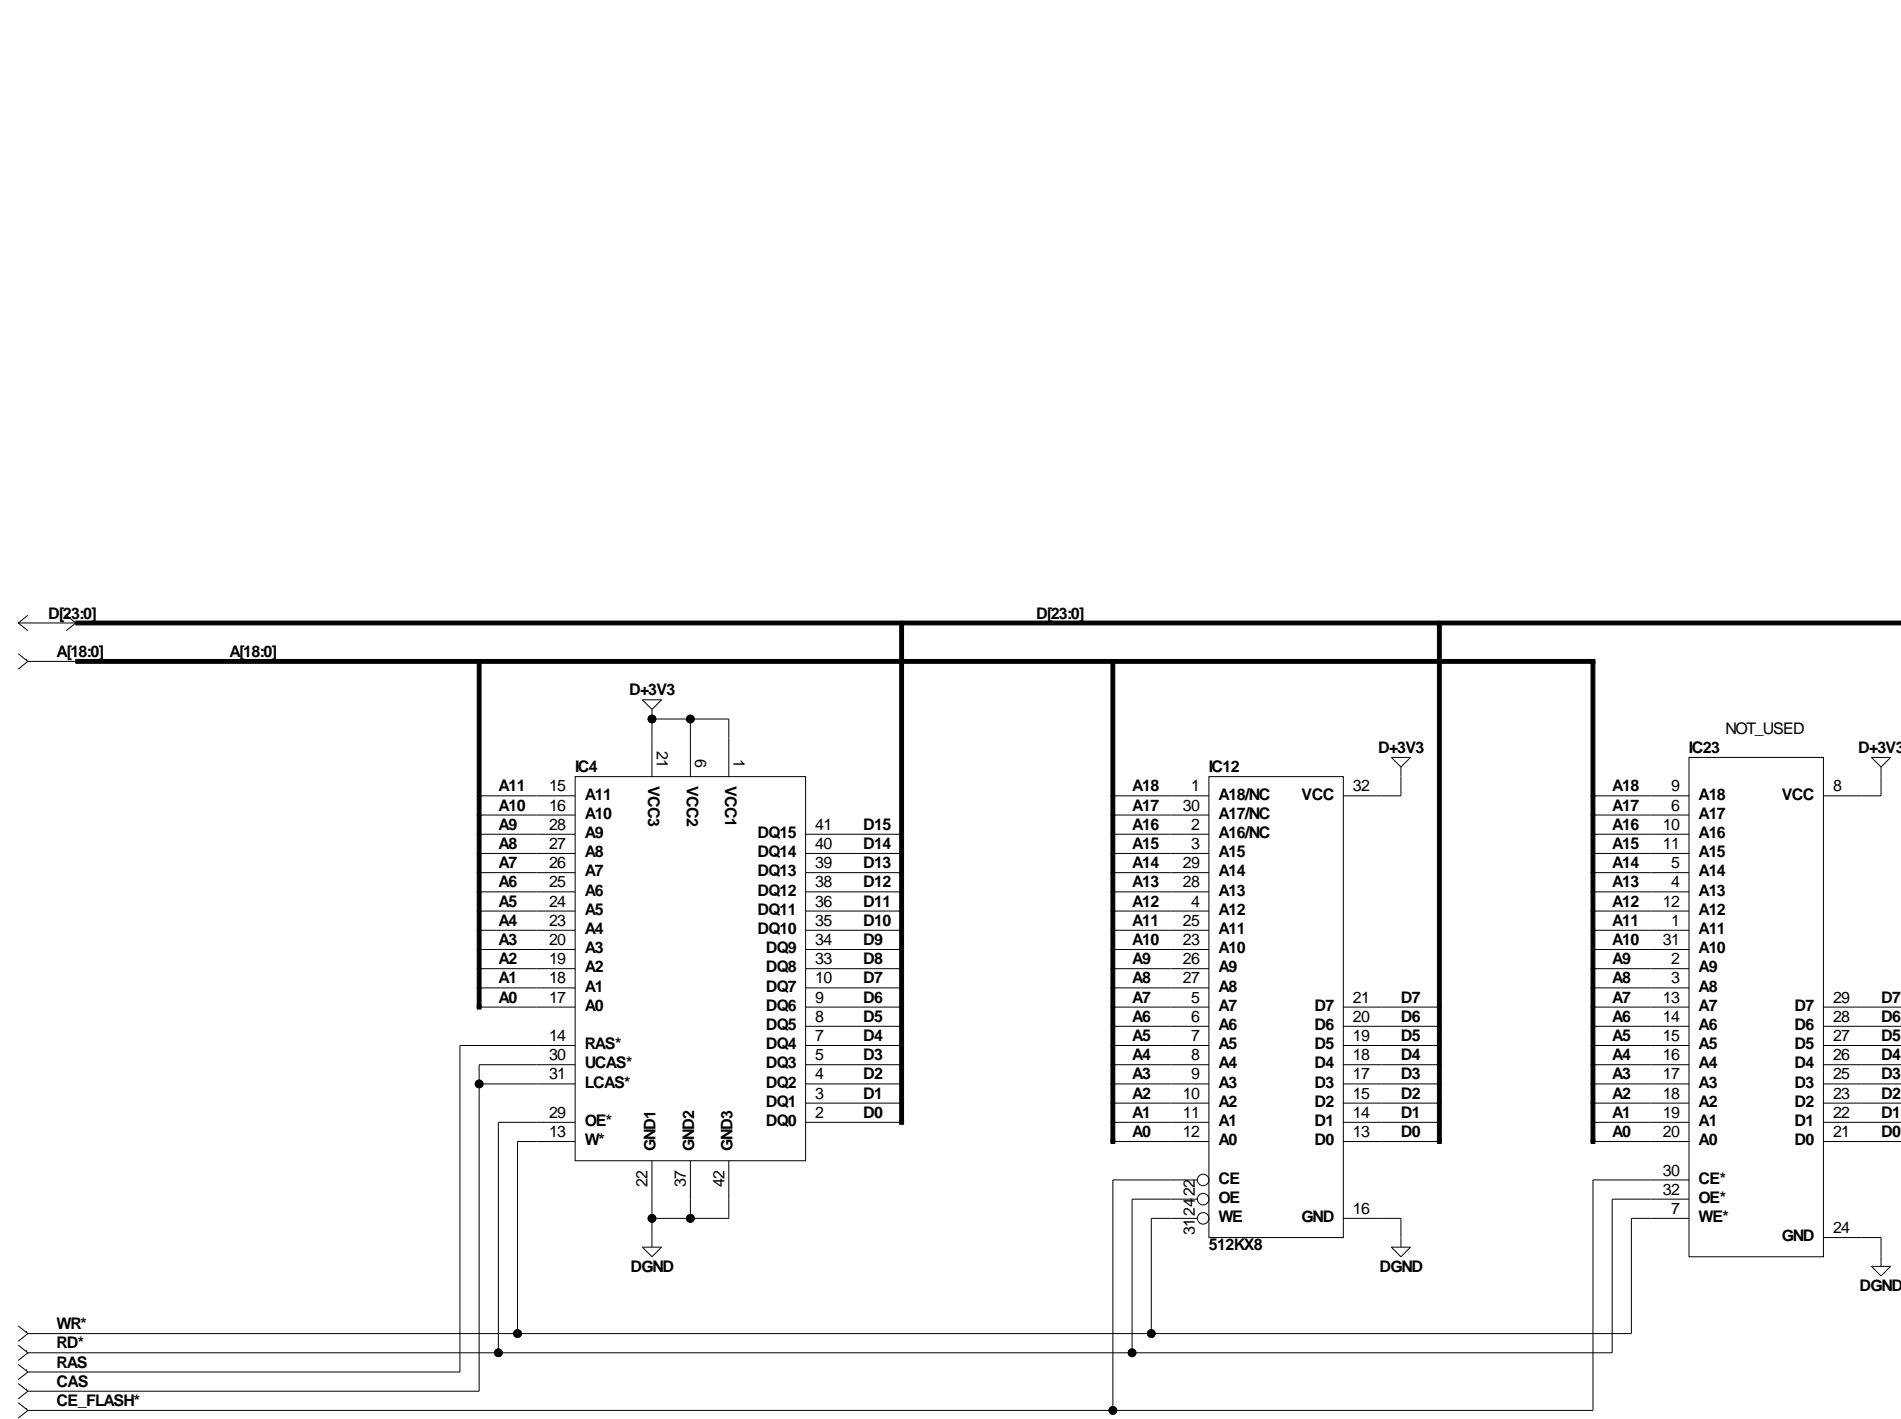 D[23:0] D[23:0]
A[18:0] A[18:0]
D+3V3
NOT_USED
D+3V3 D+3V3
IC23
21 6 1
IC4 IC12
A11 15 A11 VCC3 VCC2 VCC1
A10 16 A10
A9 28 A9
A8 27 A8
A7 26 A7
A6 25 A6
A5 24 A5
A4 23 A4
A3 20 A3
A2 19 A2
A1 18 A1
A0 17 A0
14 RAS*
30 UCAS*
31 LCAS*
29 OE*
13 W*
DQ15 41 D15
DQ14 40 D14
DQ13 39 D13
DQ12 38 D12
DQ11 36 D11
DQ10 35 D10
DQ9 34 D9
DQ8 33 D8
DQ7 10 D7
DQ6 9 D6
DQ5 8 D5
DQ4 7 D4
DQ3 5 D3
DQ2 4 D2
DQ1 3 D1
DQ0 2 D0
GND1 GND2 GND3
22 37 42
DGND
A18 1 A18/NC VCC 32
A17 30 A17/NC
A16 2 A16/NC
A15 3 A15
A14 29 A14
A13 28 A13
A12 4 A12
A11 25 A11
A10 23 A10
A9 26 A9
A8 27 A8
A7 5 A7 D7 21 D7
A6 6 A6 D6 20 D6
A5 7 A5 D5 19 D5
A4 8 A4 D4 18 D4
A3 9 A3 D3 17 D3
A2 10 A2 D2 15 D2
A1 11 A1 D1 14 D1
A0 12 A0 D0 13 D0
22 CE
24 OE
31 WE GND 16
512KX8
DGND
A18 9 A18 VCC 8
A17 6 A17
A16 10 A16
A15 11 A15
A14 5 A14
A13 4 A13
A12 12 A12
A11 1 A11
A10 31 A10
A9 2 A9
A8 3 A8
A7 13 A7 D7 29 D7
A6 14 A6 D6 28 D6
A5 15 A5 D5 27 D5
A4 16 A4 D4 26 D4
A3 17 A3 D3 25 D3
A2 18 A2 D2 23 D2
A1 19 A1 D1 22 D1
A0 20 A0 D0 21 D0
30 CE*
32 OE*
7 WE*
GND 24
DGND
WR*
RD*
RAS
CAS
CE_FLASH*